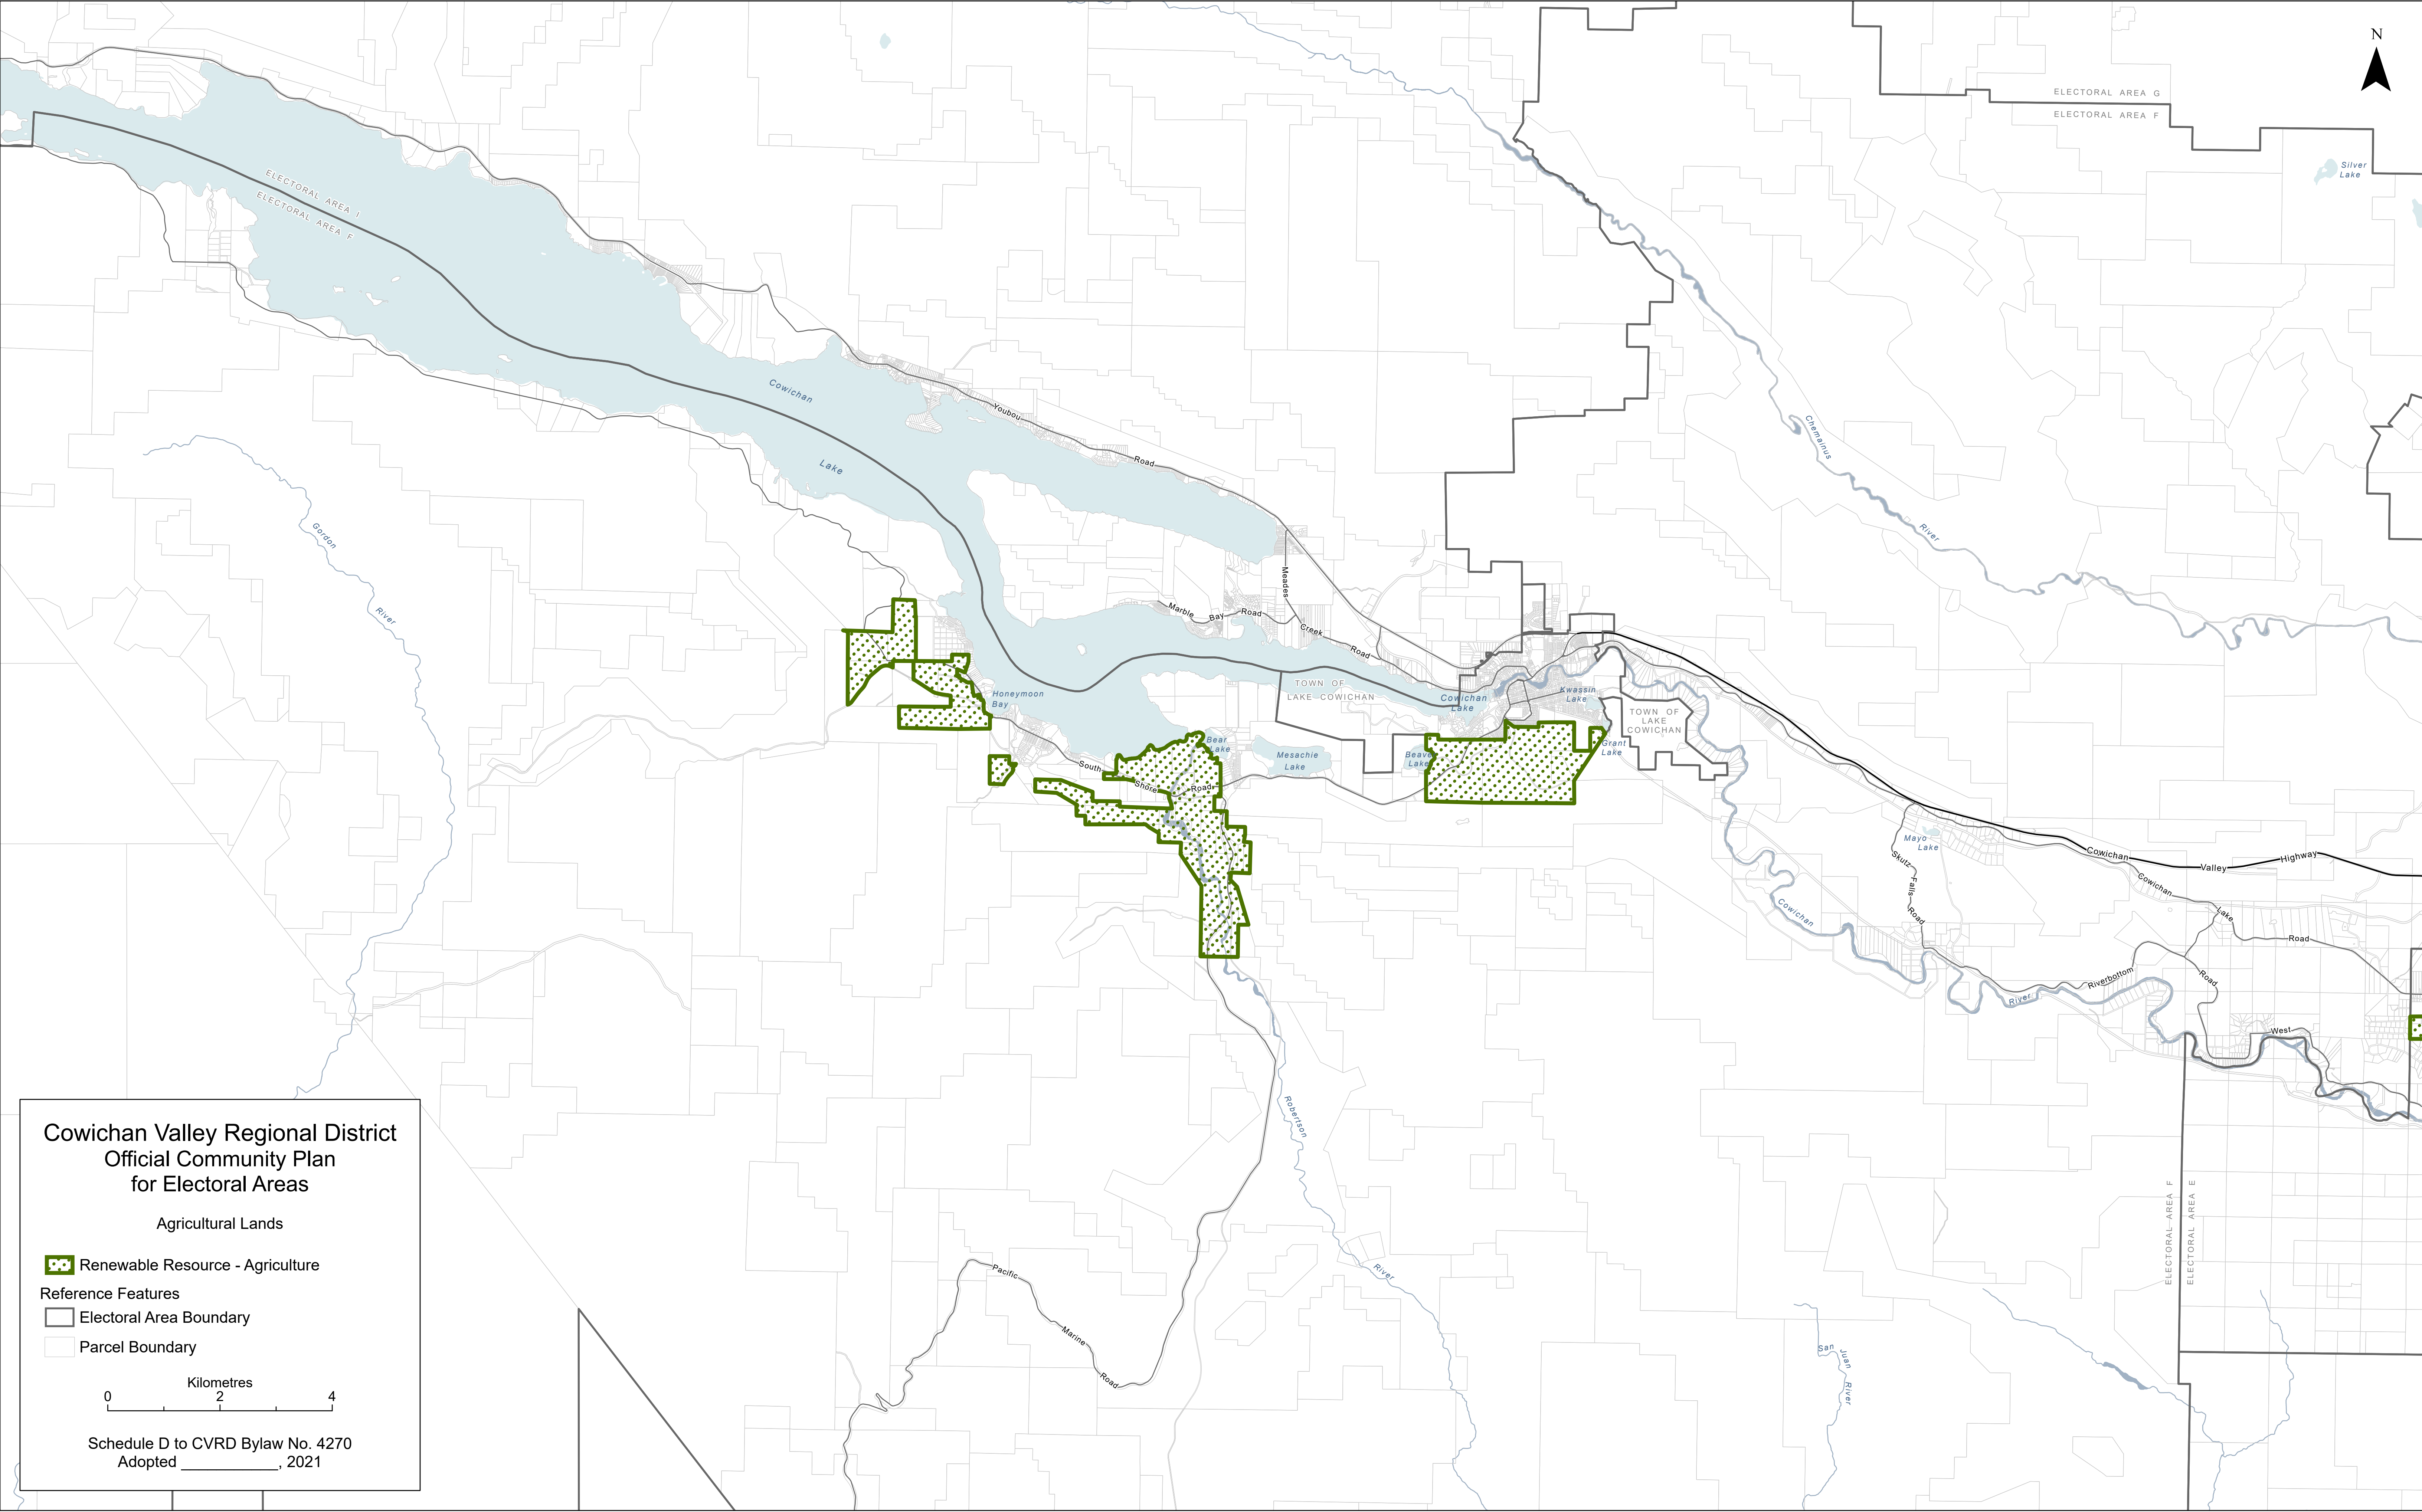 N
ELECTORAL AREA G
ELECTORAL AREA F
Silver
Lake
ELECTORAL AREA I
ELECTORAL AREA F
Cowichan
Lake
Youbou
Road
Chemainus
River
Gordon
River
Meades
Creek
Road
Marble
Bay
Road
Honeymoon
Bay
TOWN OF
LAKE COWICHAN
Cowichan
Lake
Kwassin
Lake
TOWN OF
LAKE
COWICHAN
Grant
Lake
Bear
Lake
Mesachie
Lake
Beaver
Lake
South
Shore
Road
Mayo
Lake
Skutz
Falls
Road
Cowichan
Valley
Highway
Cowichan
Lake
Road
Cowichan
River
Riverbottom
Road
West
Robertson
River
Pacific
Marine
Road
San
Juan
River
ELECTORAL AREA F
ELECTORAL AREA E
Cowichan Valley Regional District
Official Community Plan
for Electoral Areas
Agricultural Lands
Renewable Resource - Agriculture
Reference Features
Electoral Area Boundary
Parcel Boundary
Kilometres
0 2 4
Schedule D to CVRD Bylaw No. 4270
Adopted ___________, 2021